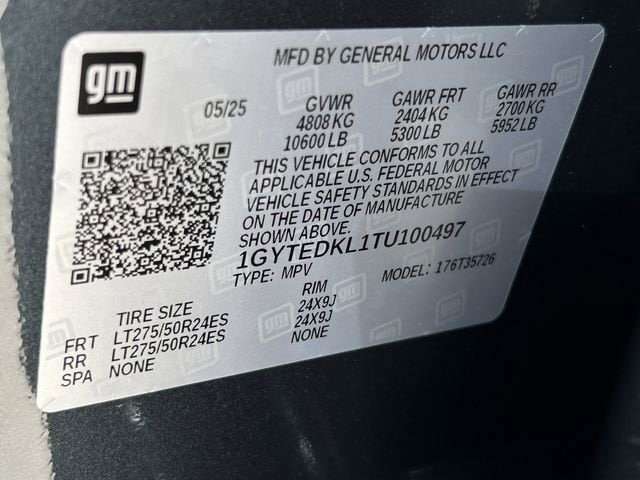 gm
MFD BY GENERAL MOTORS LLC
05/25 GVWR GAWR FRT GAWR RR
4808 KG 2404 KG 2700 KG
10600 LB 5300 LB 5952 LB
THIS VEHICLE CONFORMS TO ALL
APPLICABLE U.S. FEDERAL MOTOR
VEHICLE SAFETY STANDARDS IN EFFECT
ON THE DATE OF MANUFACTURE
SHOWN ABOVE.
1GYTEDKL1TU100497
TYPE: MPV MODEL: 176T35726
TIRE SIZE RIM
FRT LT275/50R24ES 24X9J
RR LT275/50R24ES 24X9J
SPA NONE NONE